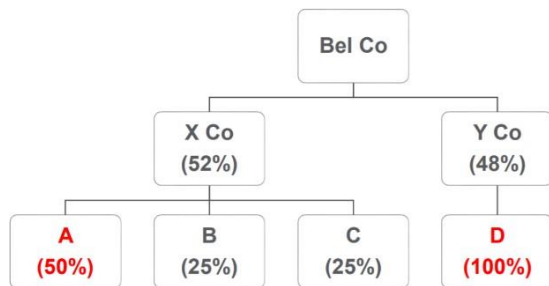 Bel Co
X Co
(52%)
Y Co
(48%)
A
(50%)
B
(25%)
C
(25%)
D
(100%)